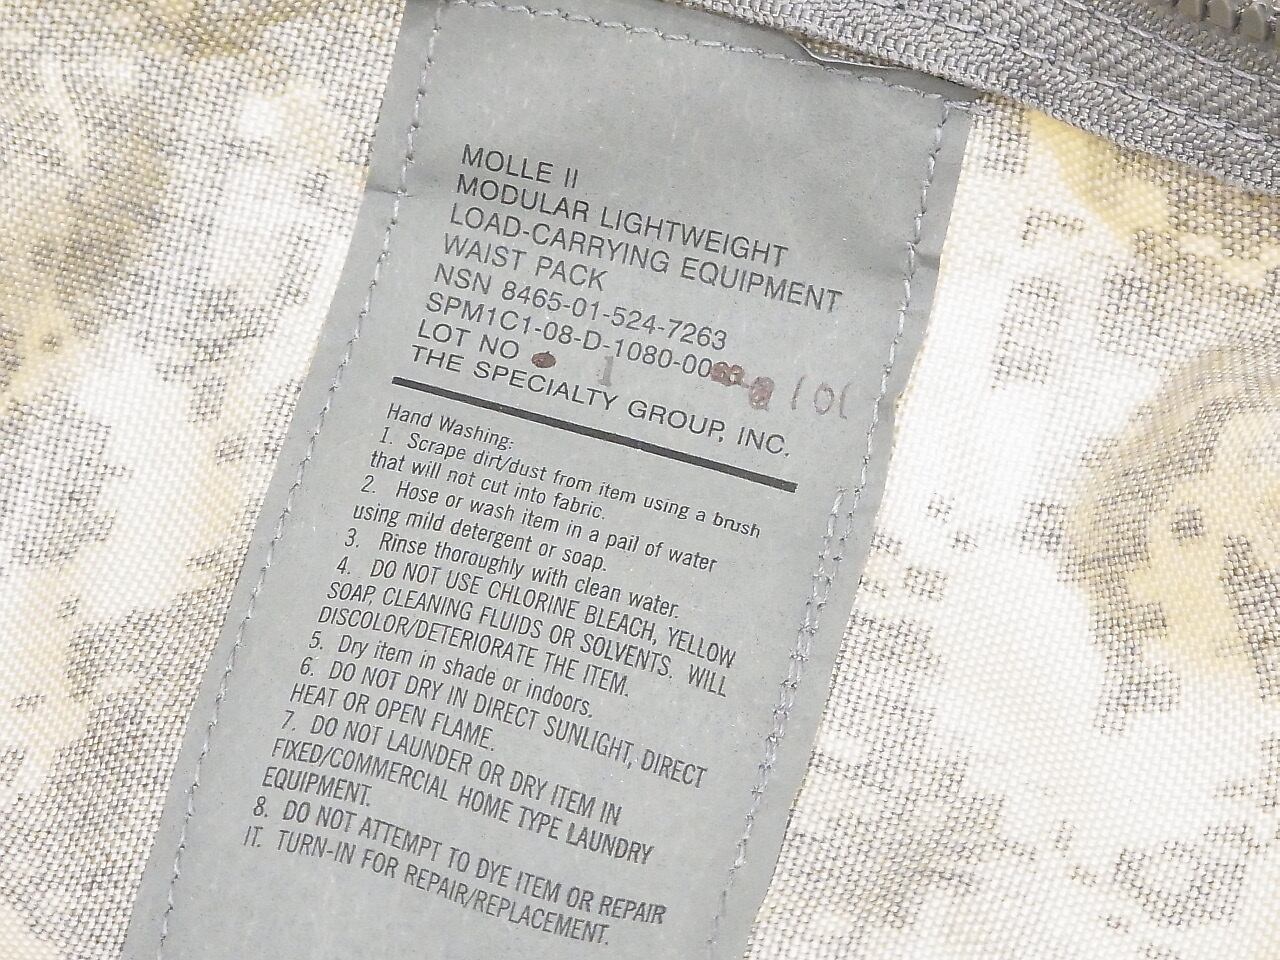 MOLLE II
MODULAR LIGHTWEIGHT
LOAD-CARRYING EQUIPMENT
WAIST PACK
NSN 8465-01-524-7263
SPM1C1-08-D-1080-00
LOT NO 1
THE SPECIALTY GROUP, INC.
Hand Washing:
1. Scrape dirt/dust from item using a brush
that will not cut into fabric.
2. Hose or wash item in a pail of water
using mild detergent or soap.
3. Rinse thoroughly with clean water.
4. DO NOT USE CHLORINE BLEACH, YELLOW
SOAP, CLEANING FLUIDS OR SOLVENTS. WILL
DISCOLOR/DETERIORATE THE ITEM.
5. Dry item in shade or indoors.
6. DO NOT DRY IN DIRECT SUNLIGHT, DIRECT
HEAT OR OPEN FLAME.
7. DO NOT LAUNDER OR DRY ITEM IN
FIXED/COMMERCIAL HOME TYPE LAUNDRY
EQUIPMENT.
8. DO NOT ATTEMPT TO DYE ITEM OR REPAIR
IT. TURN-IN FOR REPAIR/REPLACEMENT.